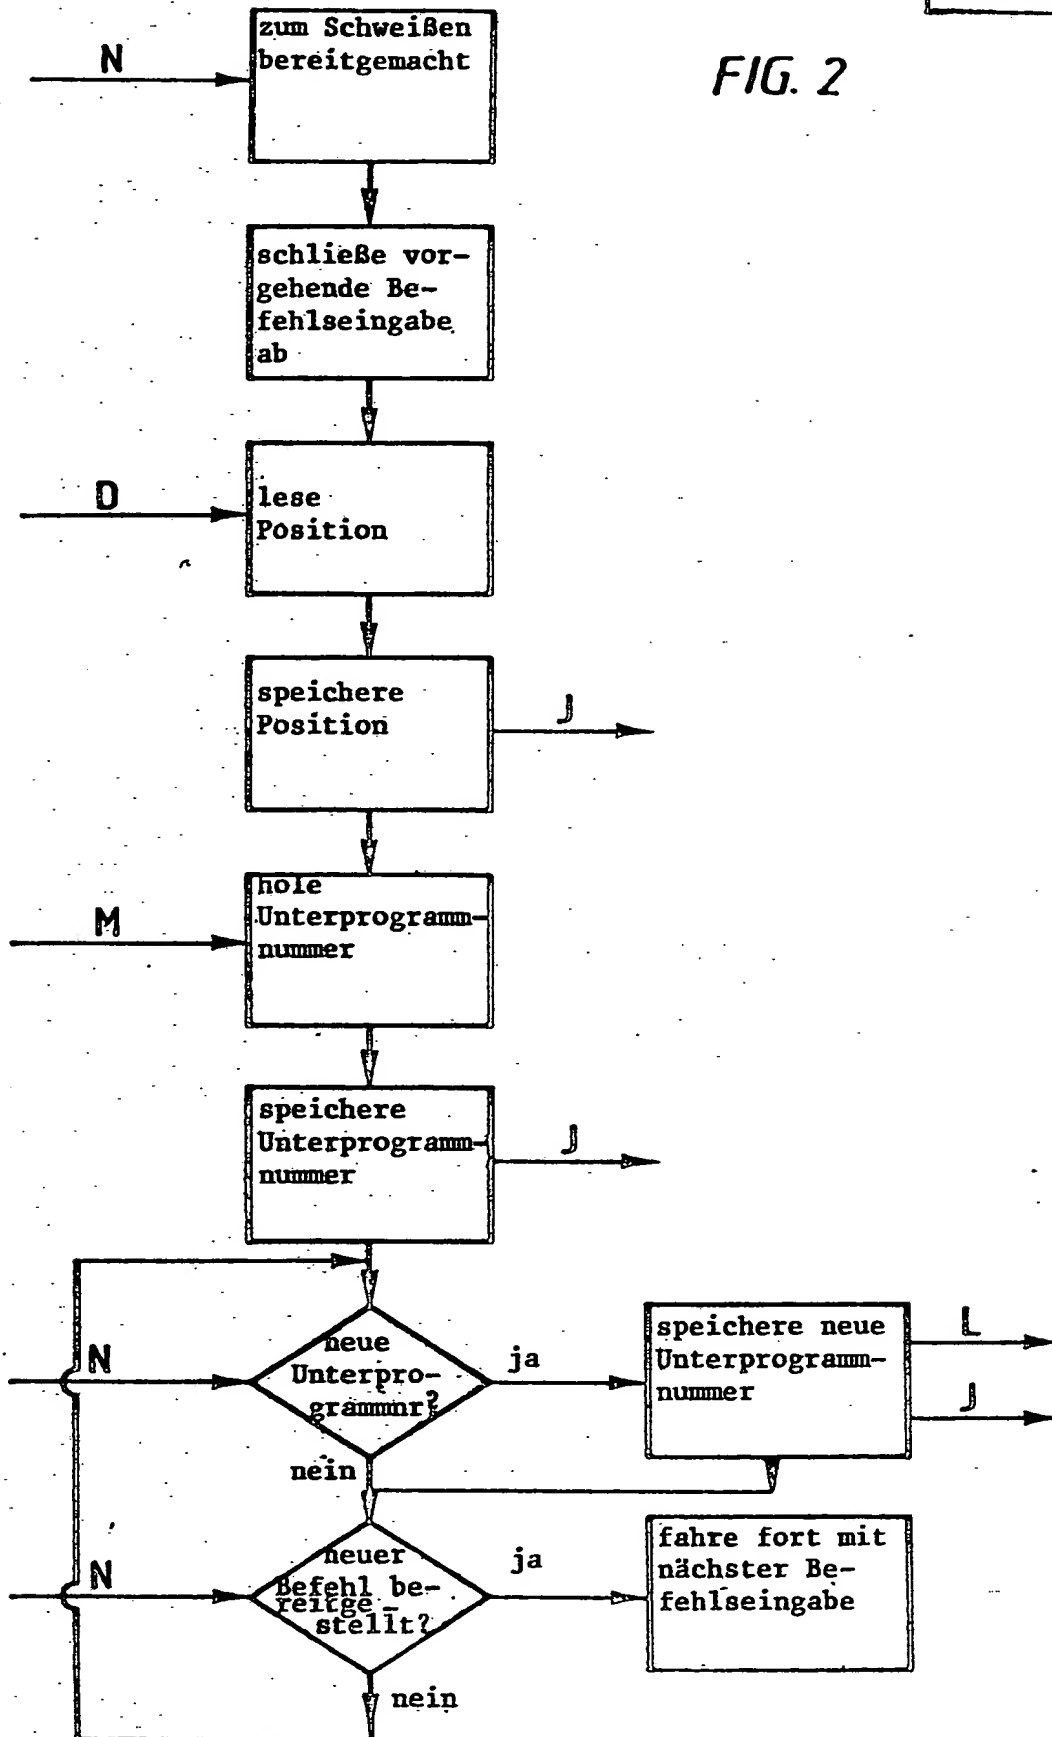 zum Schweißen
bereitgemacht
N
FIG. 2
schließe vor-
gehende Be-
fehlseingabe
ab
D
lese
Position
speichere
Position
J
hole
Unterprogramm-
nummer
M
speichere
Unterprogramm-
nummer
J
neue
Unterpro-
grammnr?
N
ja
nein
speichere neue
Unterprogramm-
nummer
L
J
neuer
Befehl be-
reitge-
stellt?
N
ja
nein
fahre fort mit
nächster Be-
fehlseingabe